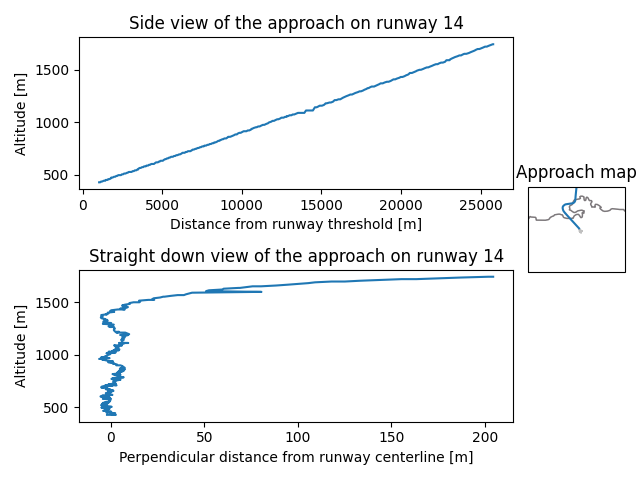 Side view of the approach on runway 14
Altitude [m]
1500
1000
500
0 5000 10000 15000 20000 25000
Distance from runway threshold [m]
Approach map
Straight down view of the approach on runway 14
Altitude [m]
1500
1000
500
0 50 100 150 200
Perpendicular distance from runway centerline [m]